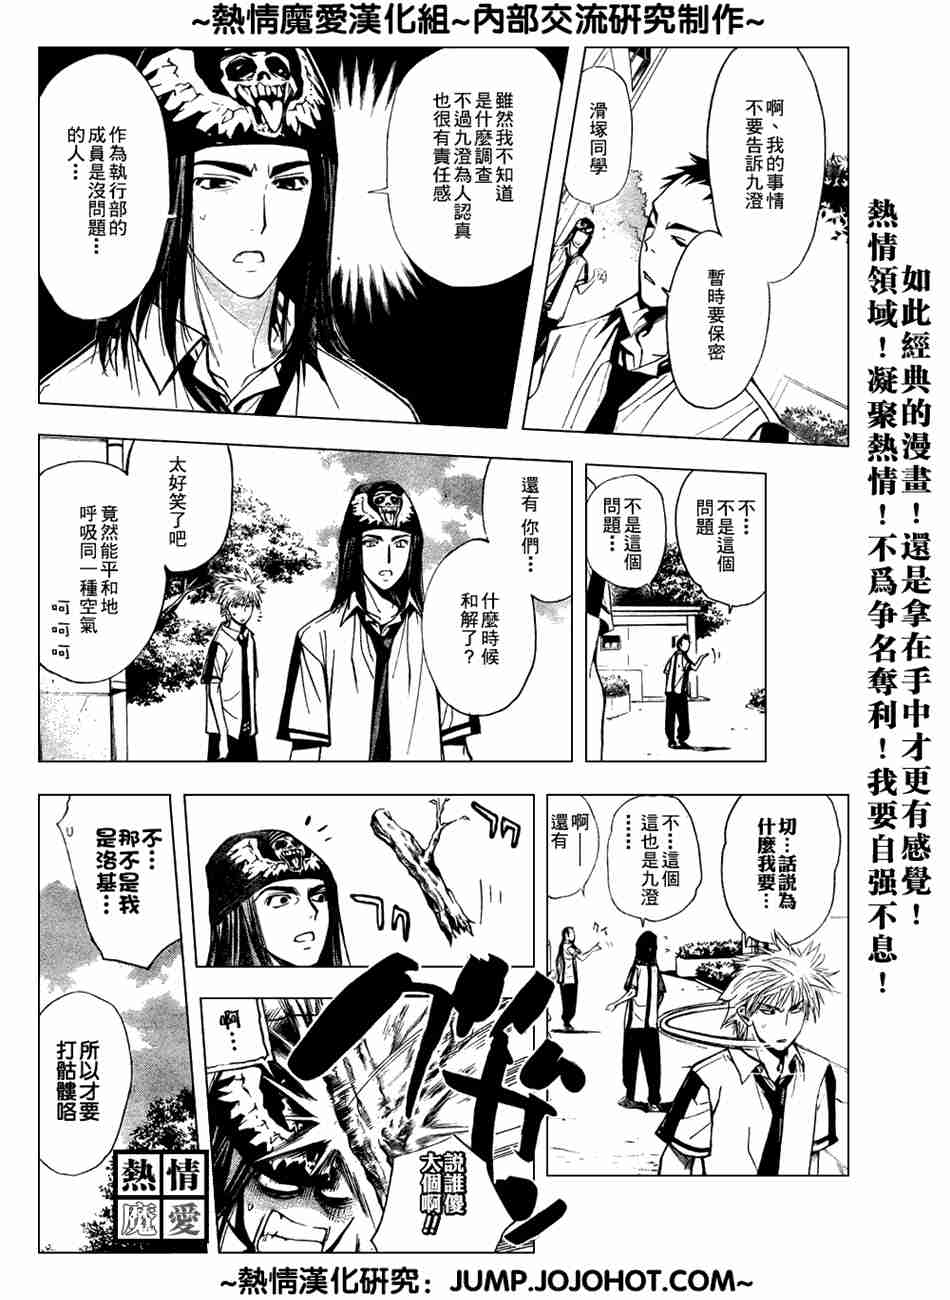 ~熱情魔愛漢化組~內部交流研究制作~
啊、我的事情
不要告訴九澄
暫時要保密
滑塚同學
雖然我不知道
是什麼調查
不過九澄為人認真
也很有責任感
作為執行部的
成員是沒問題
的人…
不…
不是這個
問題
不…
不是這個
問題
還有 你們…
什麼時候
和解了?
太好笑了吧
竟然能平和地
呼吸同一種空氣
呵呵呵
切…話説為
什麼我要…
不…這個
這也是九澄
……
啊——
還有
グギャン
啊…
說誰傻
大個啊!!
不…
那不是我
是洛基…
所以才要
打骷髏咯
如此經典的漫畫！還是拿在手中才更有感覺！
熱情領域！凝聚熱情！不爲争名奪利！我要自强不息！
熱情
魔愛
~熱情漢化研究：JUMP.JOJOHOT.COM~